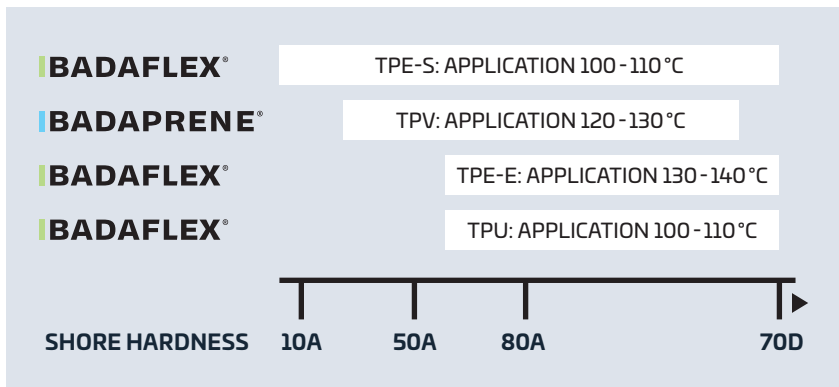 BADAFLEX® TPE-S: APPLICATION 100-110°C
BADAPRENE® TPV: APPLICATION 120-130°C
BADAFLEX® TPE-E: APPLICATION 130-140°C
BADAFLEX® TPU: APPLICATION 100-110°C
SHORE HARDNESS 10A 50A 80A 70D